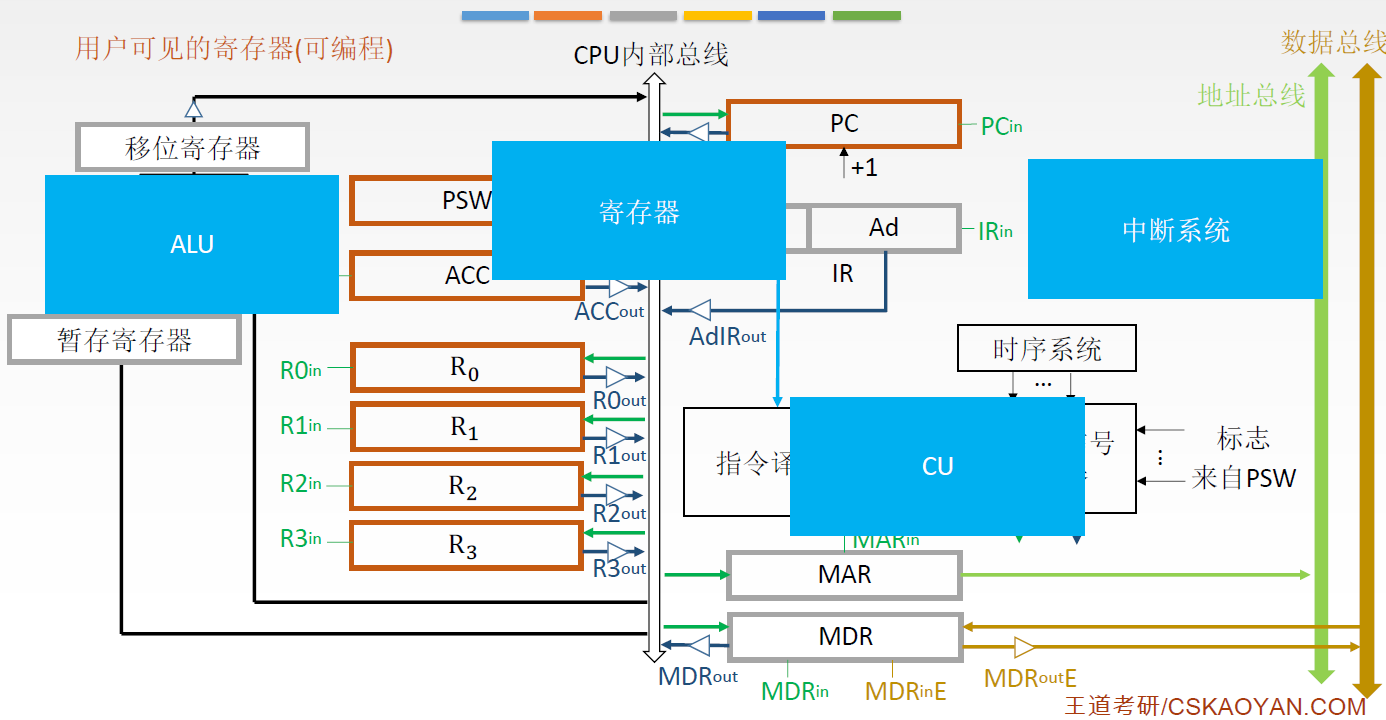 用户可见的寄存器(可编程)
CPU内部总线
数据总线
地址总线
移位寄存器
PC
PCin
+1
ALU
PSW
寄存器
Ad
IRin
IR
中断系统
ACC
ACCout
AdIRout
暂存寄存器
时序系统
...
R0in
R0
R0out
R1in
R1
R1out
R2in
R2
R2out
R3in
R3
R3out
指令译
CU
号
标志
来自PSW
⋮
MARin
MAR
MDR
MDRout
MDRin
MDRinE
MDRoutE
王道考研/CSKAOYAN.COM